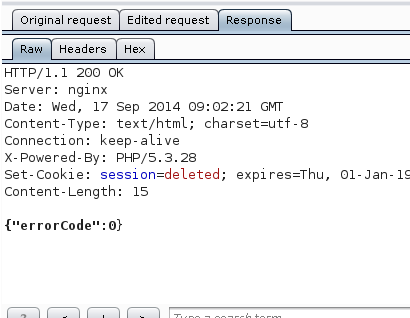 Original request Edited request Response
Raw Headers Hex
HTTP/1.1 200 OK
Server: nginx
Date: Wed, 17 Sep 2014 09:02:21 GMT
Content-Type: text/html; charset=utf-8
Connection: keep-alive
X-Powered-By: PHP/5.3.28
Set-Cookie: session=deleted; expires=Thu, 01-Jan-19
Content-Length: 15
{"errorCode":0}
? < + > Type a search term